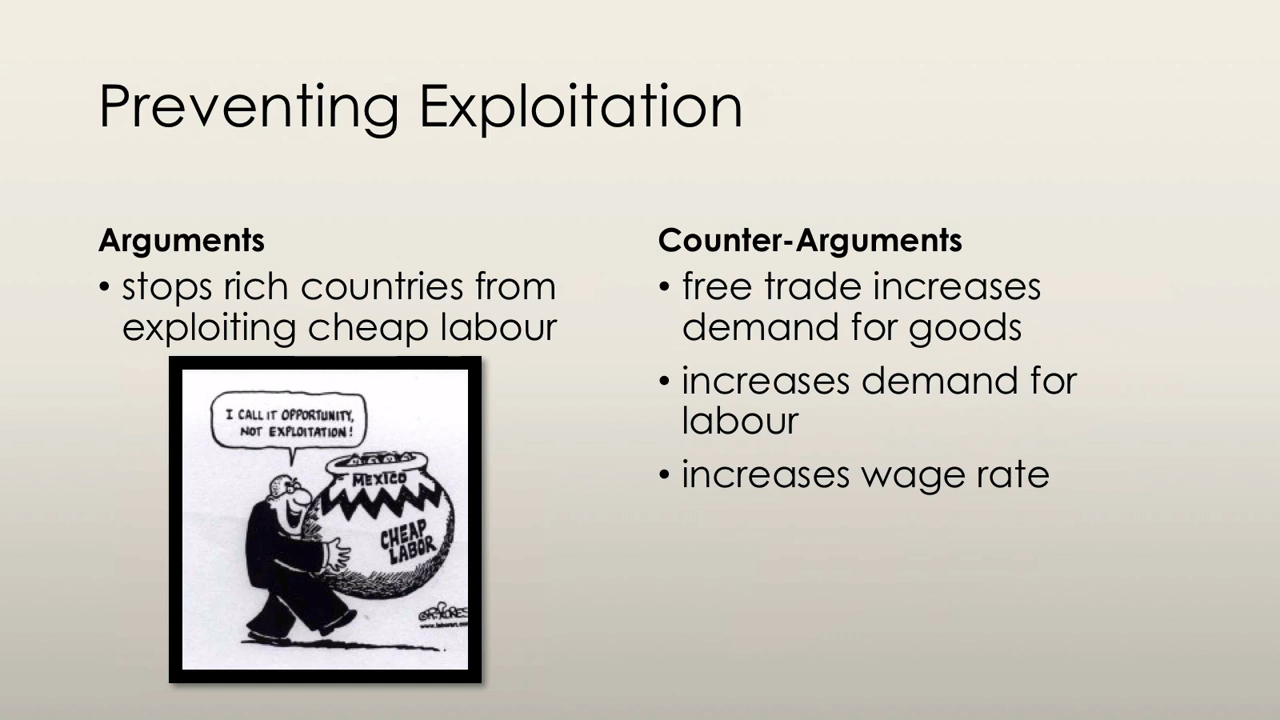 Preventing Exploitation
Arguments
• stops rich countries from
exploiting cheap labour
I CALL IT OPPORTUNITY,
NOT EXPLOITATION!
MEXICO
CHEAP
LABOR
Counter-Arguments
• free trade increases
demand for goods
• increases demand for
labour
• increases wage rate